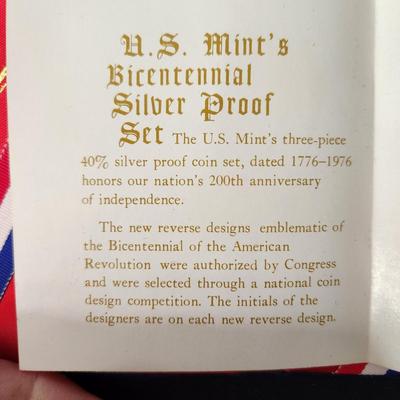 U.S. Mint's
Bicentennial
Silver Proof
Set The U.S. Mint's three-piece
40% silver proof coin set, dated 1776–1976
honors our nation's 200th anniversary
of independence.
The new reverse designs emblematic of
the Bicentennial of the American
Revolution were authorized by Congress
and were selected through a national coin
design competition. The initials of the
designers are on each new reverse design.